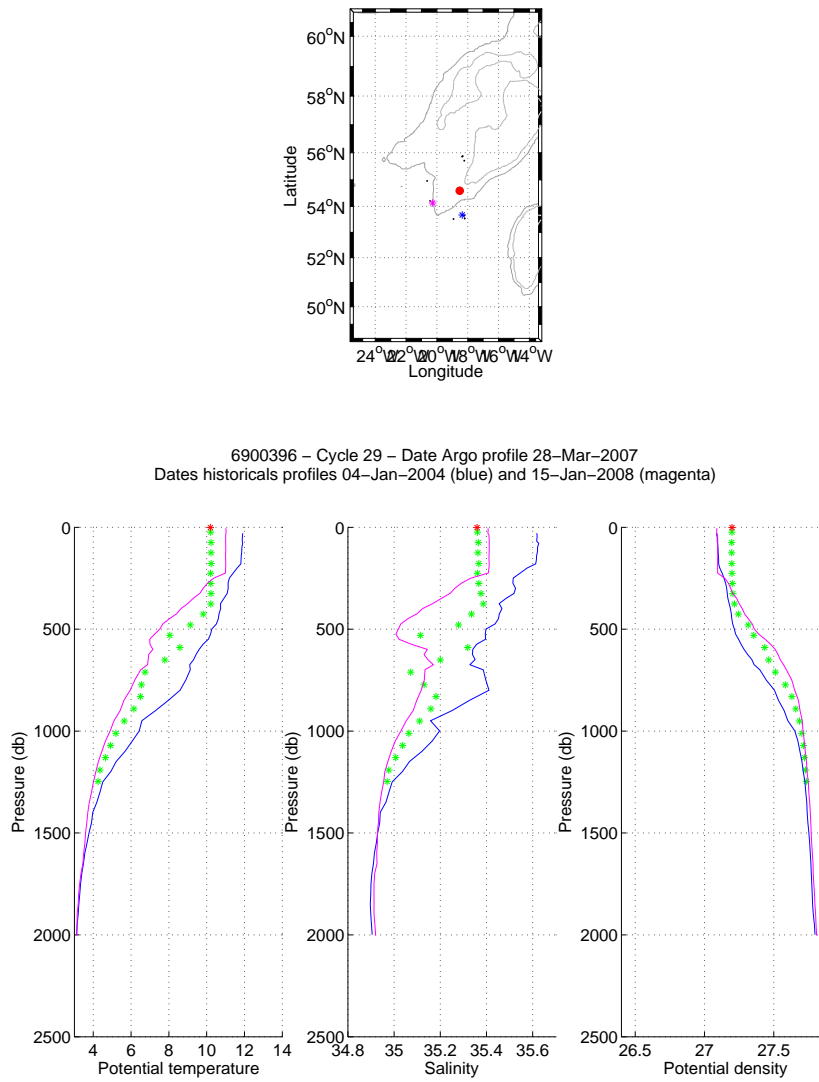 60°N
58°N
56°N
54°N
52°N
50°N
Latitude
24°W 22°W 20°W 18°W 16°W 14°W
Longitude
6900396 − Cycle 29 − Date Argo profile 28−Mar−2007
Dates historicals profiles 04−Jan−2004 (blue) and 15−Jan−2008 (magenta)
0
500
1000
1500
2000
2500
Pressure (db)
4 6 8 10 12 14
Potential temperature
0
500
1000
1500
2000
2500
Pressure (db)
34.8 35 35.2 35.4 35.6
Salinity
0
500
1000
1500
2000
2500
Pressure (db)
26.5 27 27.5
Potential density